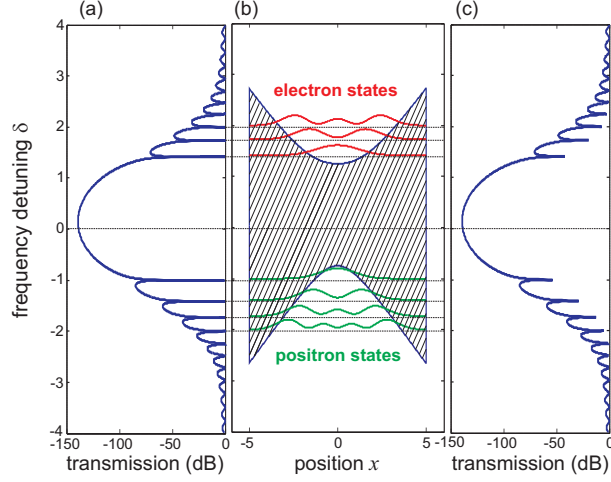 (a)
(b)
(c)
frequency detuning δ
4
3
2
1
0
-1
-2
-3
-4
-150 -100 -50 0
transmission (dB)
electron states
positron states
-5 0 5
position x
-150 -100 -50 0
transmission (dB)